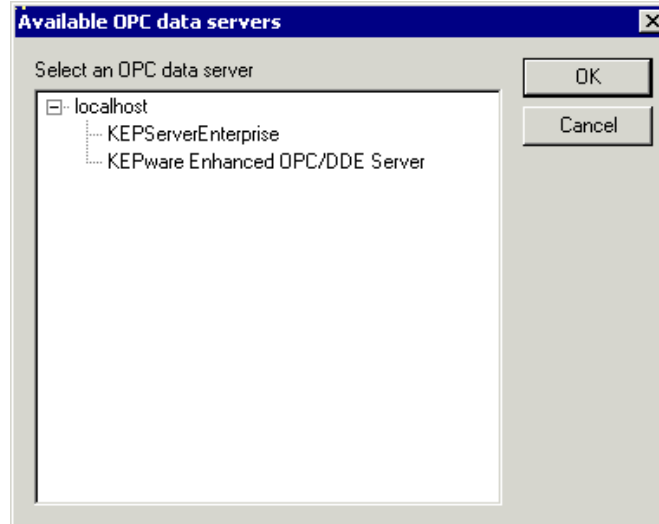 Available OPC data servers
Select an OPC data server
OK
localhost
Cancel
KEPServerEnterprise
KEPware Enhanced OPC/DDE Server